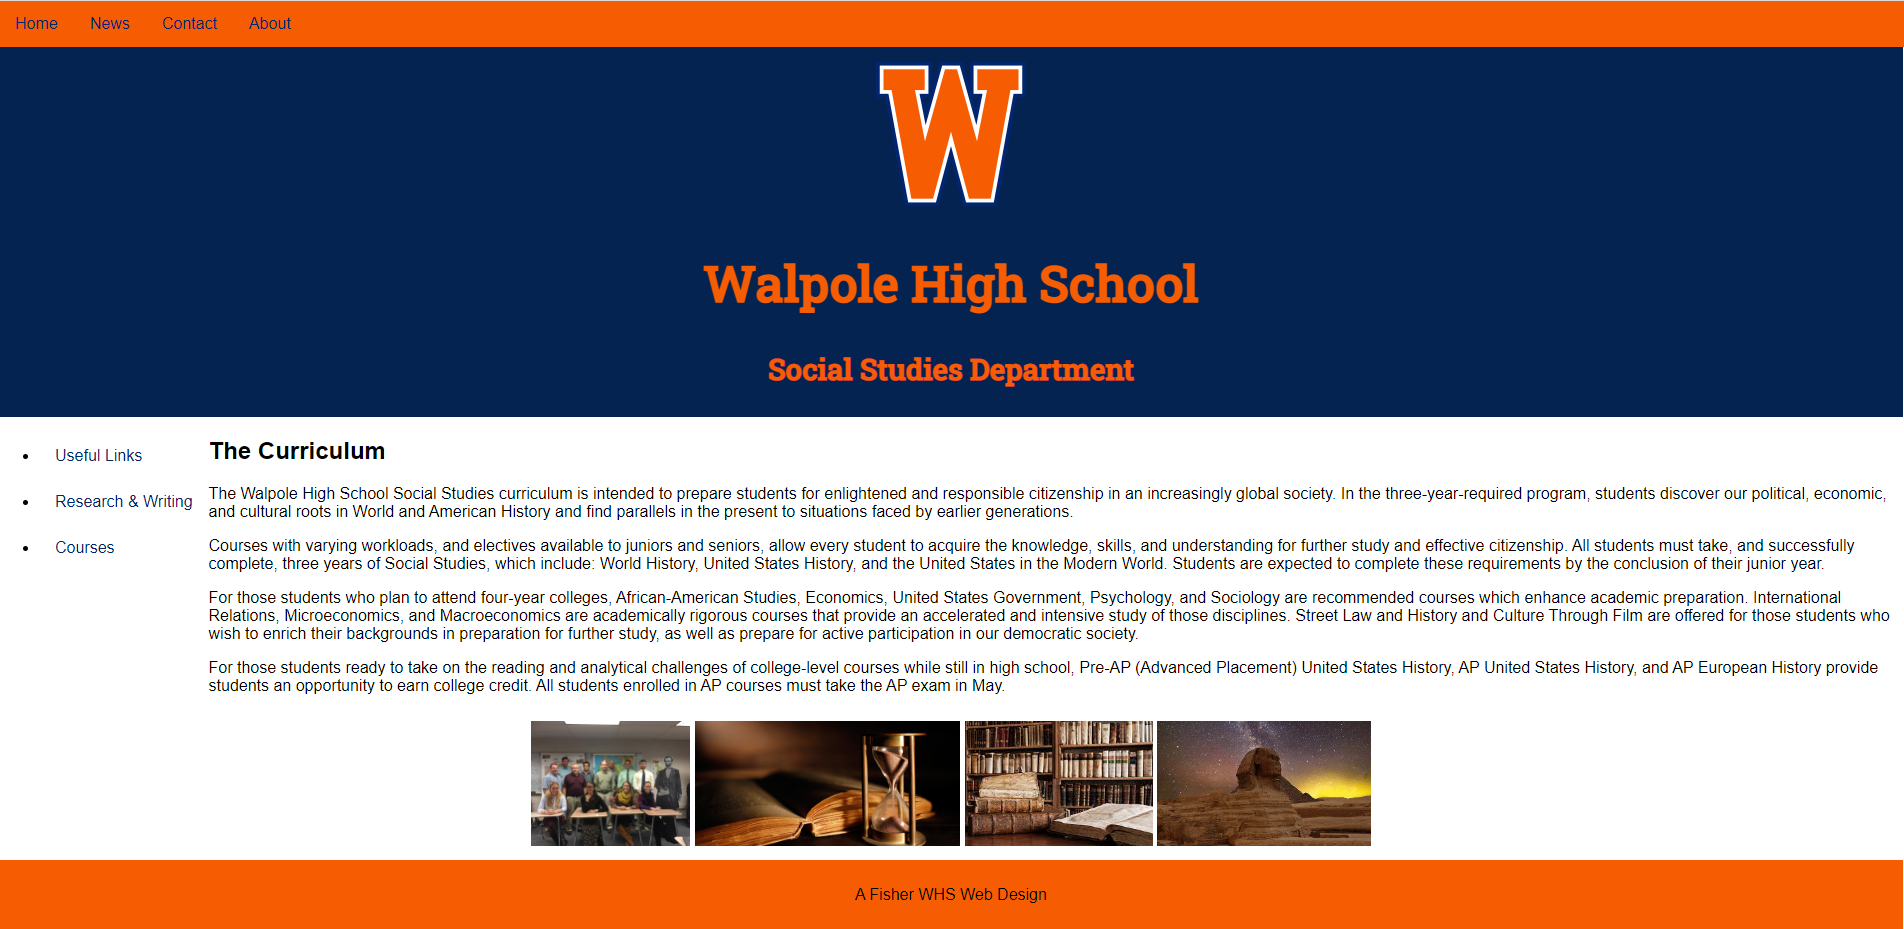 Home News Contact About
W
Walpole High School
Social Studies Department
Useful Links
Research & Writing
Courses
The Curriculum
The Walpole High School Social Studies curriculum is intended to prepare students for enlightened and responsible citizenship in an increasingly global society. In the three-year-required program, students discover our political, economic,
and cultural roots in World and American History and find parallels in the present to situations faced by earlier generations.
Courses with varying workloads, and electives available to juniors and seniors, allow every student to acquire the knowledge, skills, and understanding for further study and effective citizenship. All students must take, and successfully
complete, three years of Social Studies, which include: World History, United States History, and the United States in the Modern World. Students are expected to complete these requirements by the conclusion of their junior year.
For those students who plan to attend four-year colleges, African-American Studies, Economics, United States Government, Psychology, and Sociology are recommended courses which enhance academic preparation. International
Relations, Microeconomics, and Macroeconomics are academically rigorous courses that provide an accelerated and intensive study of those disciplines. Street Law and History and Culture Through Film are offered for those students who
wish to enrich their backgrounds in preparation for further study, as well as prepare for active participation in our democratic society.
For those students ready to take on the reading and analytical challenges of college-level courses while still in high school, Pre-AP (Advanced Placement) United States History, AP United States History, and AP European History provide
students an opportunity to earn college credit. All students enrolled in AP courses must take the AP exam in May.
A Fisher WHS Web Design